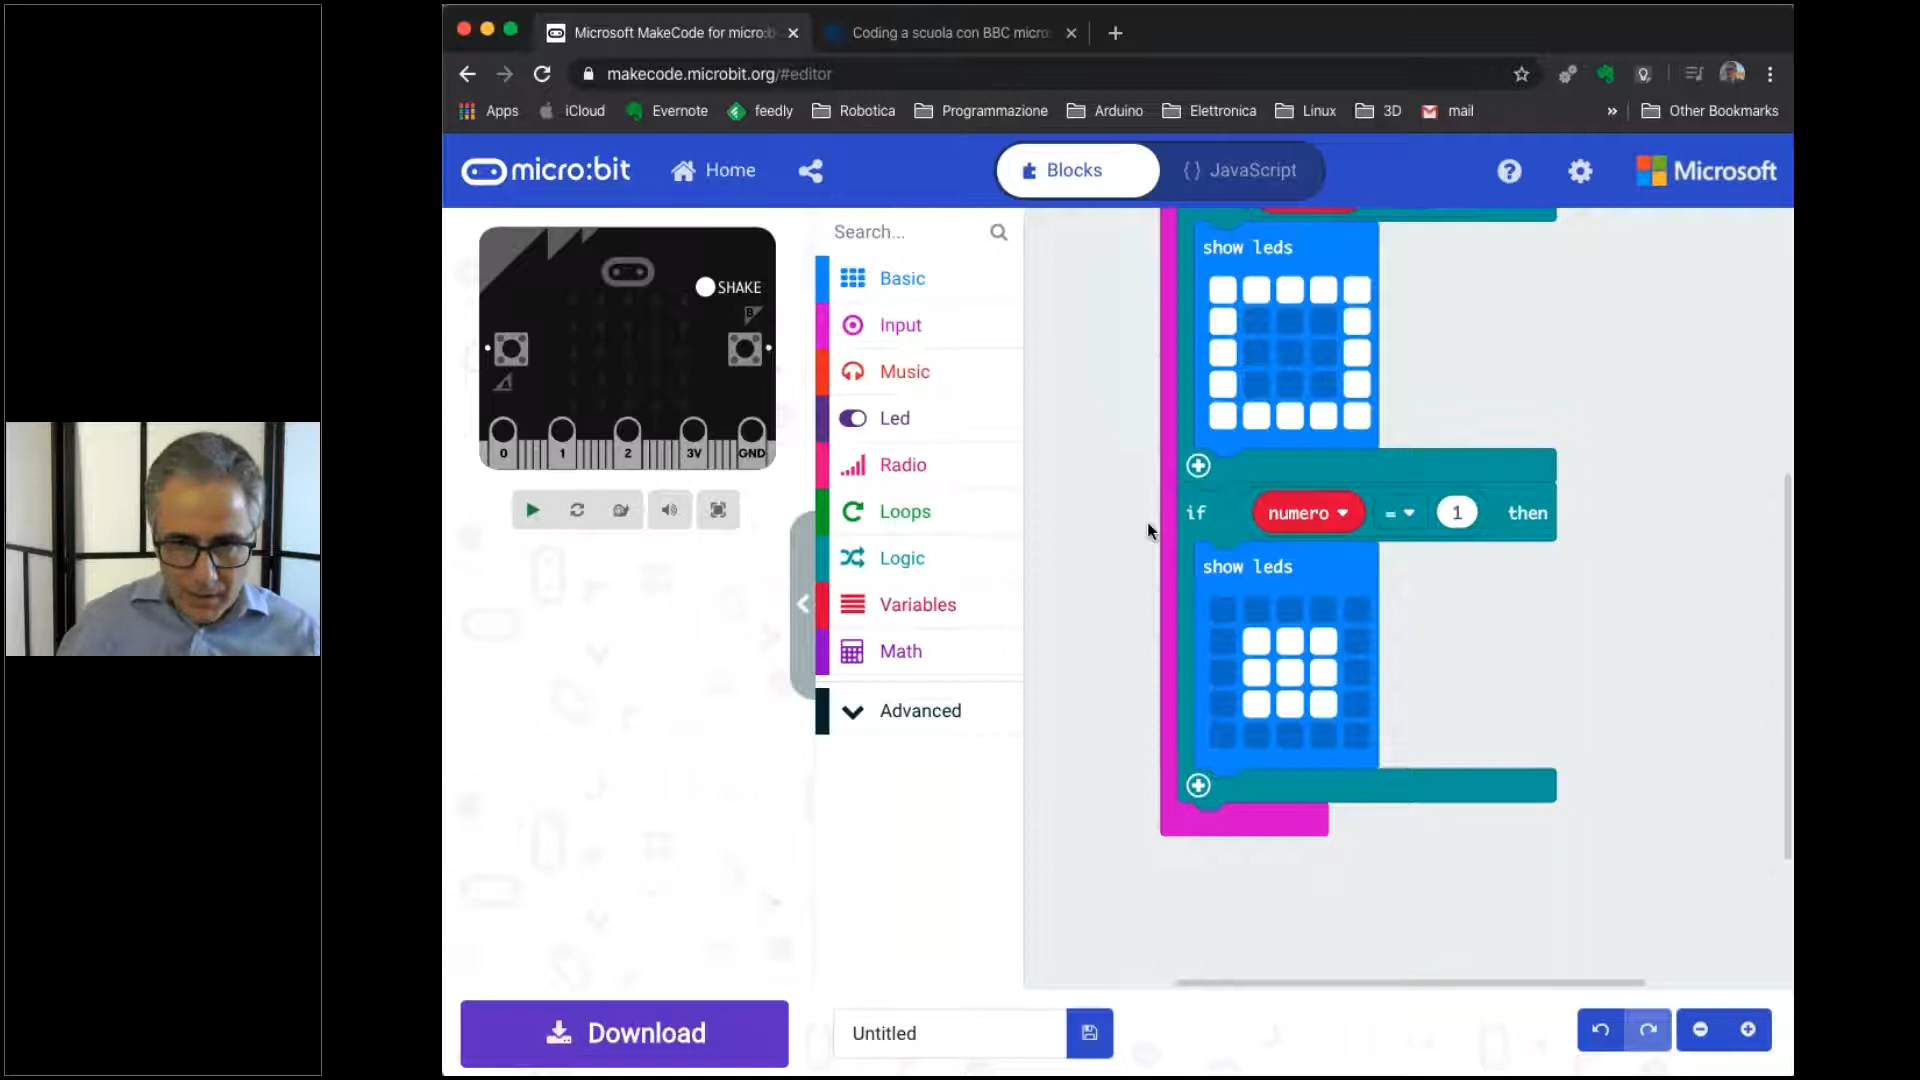 Microsoft MakeCode for micro:b
Coding a scuola con BBC micro
makecode.microbit.org/#editor
Apps
iCloud
Evernote
feedly
Robotica
Programmazione
Arduino
Elettronica
Linux
3D
mail
»
Other Bookmarks
micro:bit
Home
Blocks
{ } JavaScript
?
Microsoft
SHAKE
B
A
0 1 2 3V GND
Search...
Basic
Input
Music
Led
Radio
Loops
Logic
Variables
Math
Advanced
show leds
if numero = 1 then
show leds
Download
Untitled